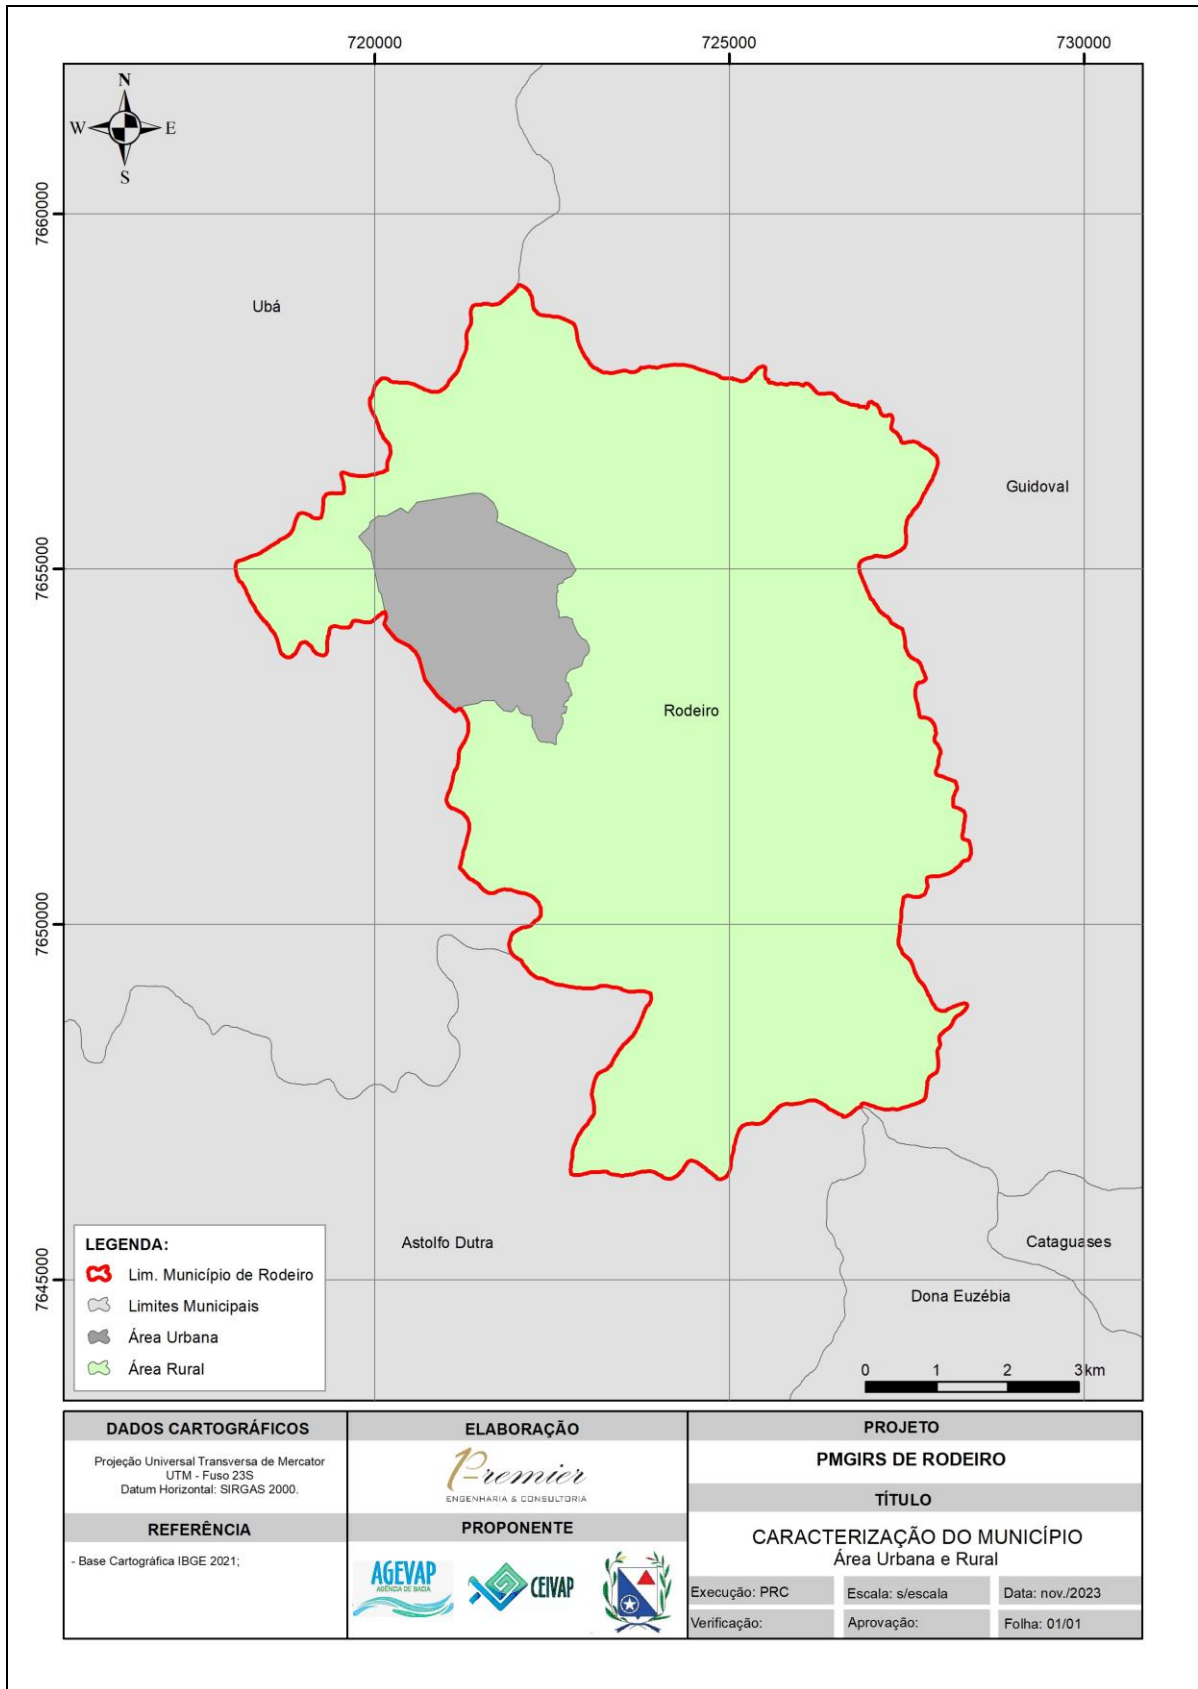 720000
725000
730000
N
W
E
S
7660000
7655000
7650000
7645000
Ubá
Guidoval
Rodeiro
Astolfo Dutra
Cataguases
Dona Euzébia
LEGENDA:
Lim. Município de Rodeiro
Limites Municipais
Área Urbana
Área Rural
0 1 2 3 km
DADOS CARTOGRÁFICOS
Projeção Universal Transversa de Mercator
UTM - Fuso 23S
Datum Horizontal: SIRGAS 2000.
REFERÊNCIA
- Base Cartográfica IBGE 2021;
ELABORAÇÃO
Premier
ENGENHARIA & CONSULTORIA
PROPONENTE
AGEVAP
AGÊNCIA DE BACIA
CEIVAP
PROJETO
PMGIRS DE RODEIRO
TÍTULO
CARACTERIZAÇÃO DO MUNICÍPIO
Área Urbana e Rural
Execução: PRC
Escala: s/escala
Data: nov./2023
Verificação:
Aprovação:
Folha: 01/01